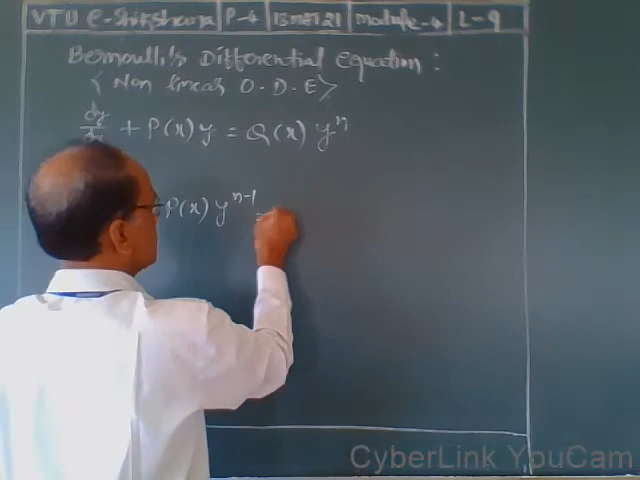 VTU e-Shikshana P-4 15MAT21 Module-4 L-9
Bernoulli's Differential Equation:
< Non linear O.D.E >
dy/dx + P(x) y = Q(x) y^n
P(x) y^{n-1} =
CyberLink YouCam